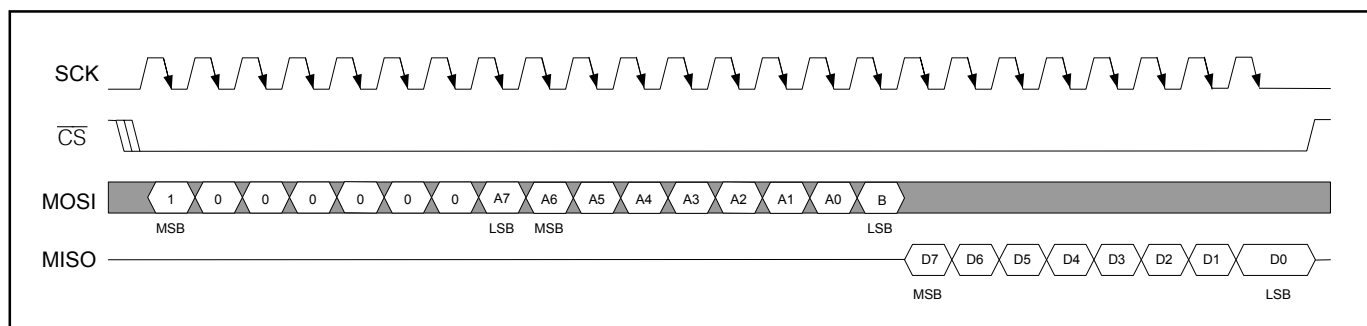 SCK
C̅S̅
MOSI 1 0 0 0 0 0 0 A7 A6 A5 A4 A3 A2 A1 A0 B
MSB LSB MSB LSB
MISO D7 D6 D5 D4 D3 D2 D1 D0
MSB LSB